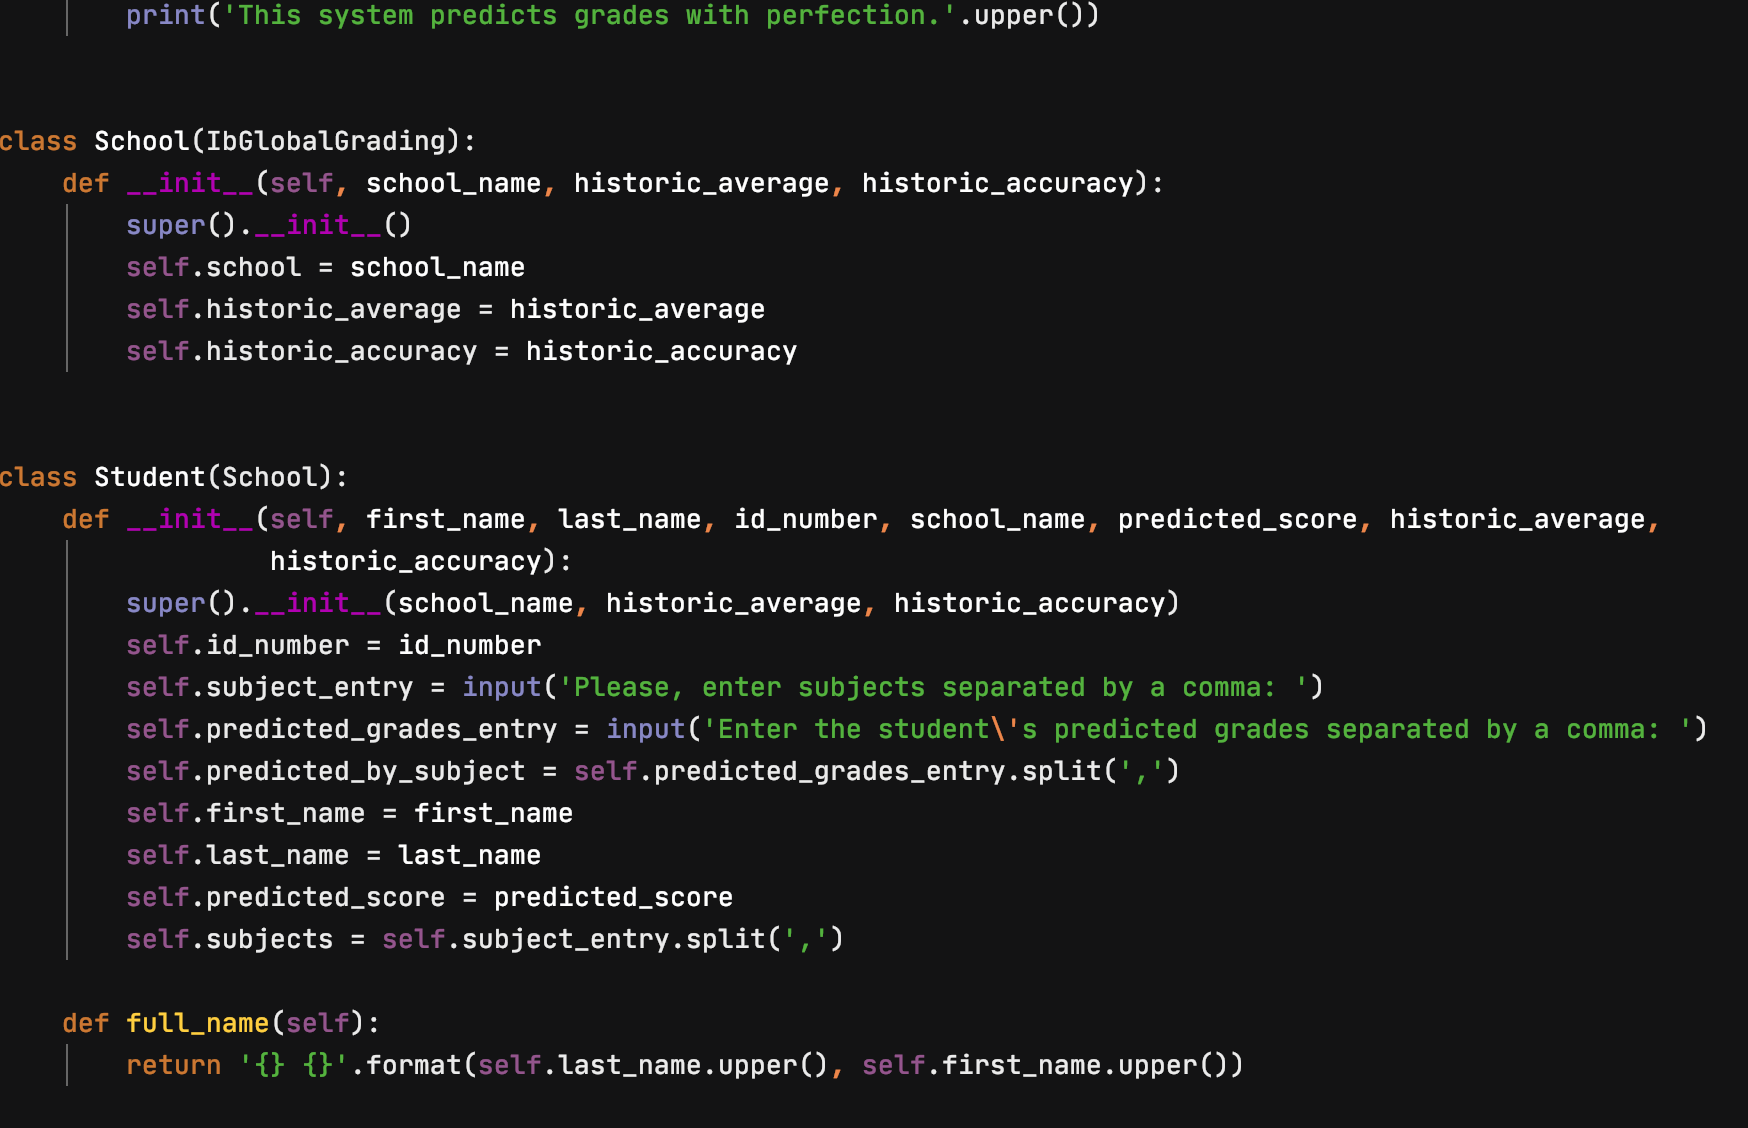 print('This system predicts grades with perfection.'.upper())
class School(IbGlobalGrading):
def __init__(self, school_name, historic_average, historic_accuracy):
super().__init__()
self.school = school_name
self.historic_average = historic_average
self.historic_accuracy = historic_accuracy
class Student(School):
def __init__(self, first_name, last_name, id_number, school_name, predicted_score, historic_average,
historic_accuracy):
super().__init__(school_name, historic_average, historic_accuracy)
self.id_number = id_number
self.subject_entry = input('Please, enter subjects separated by a comma: ')
self.predicted_grades_entry = input('Enter the student\'s predicted grades separated by a comma: ')
self.predicted_by_subject = self.predicted_grades_entry.split(',')
self.first_name = first_name
self.last_name = last_name
self.predicted_score = predicted_score
self.subjects = self.subject_entry.split(',')
def full_name(self):
return '{} {}'.format(self.last_name.upper(), self.first_name.upper())